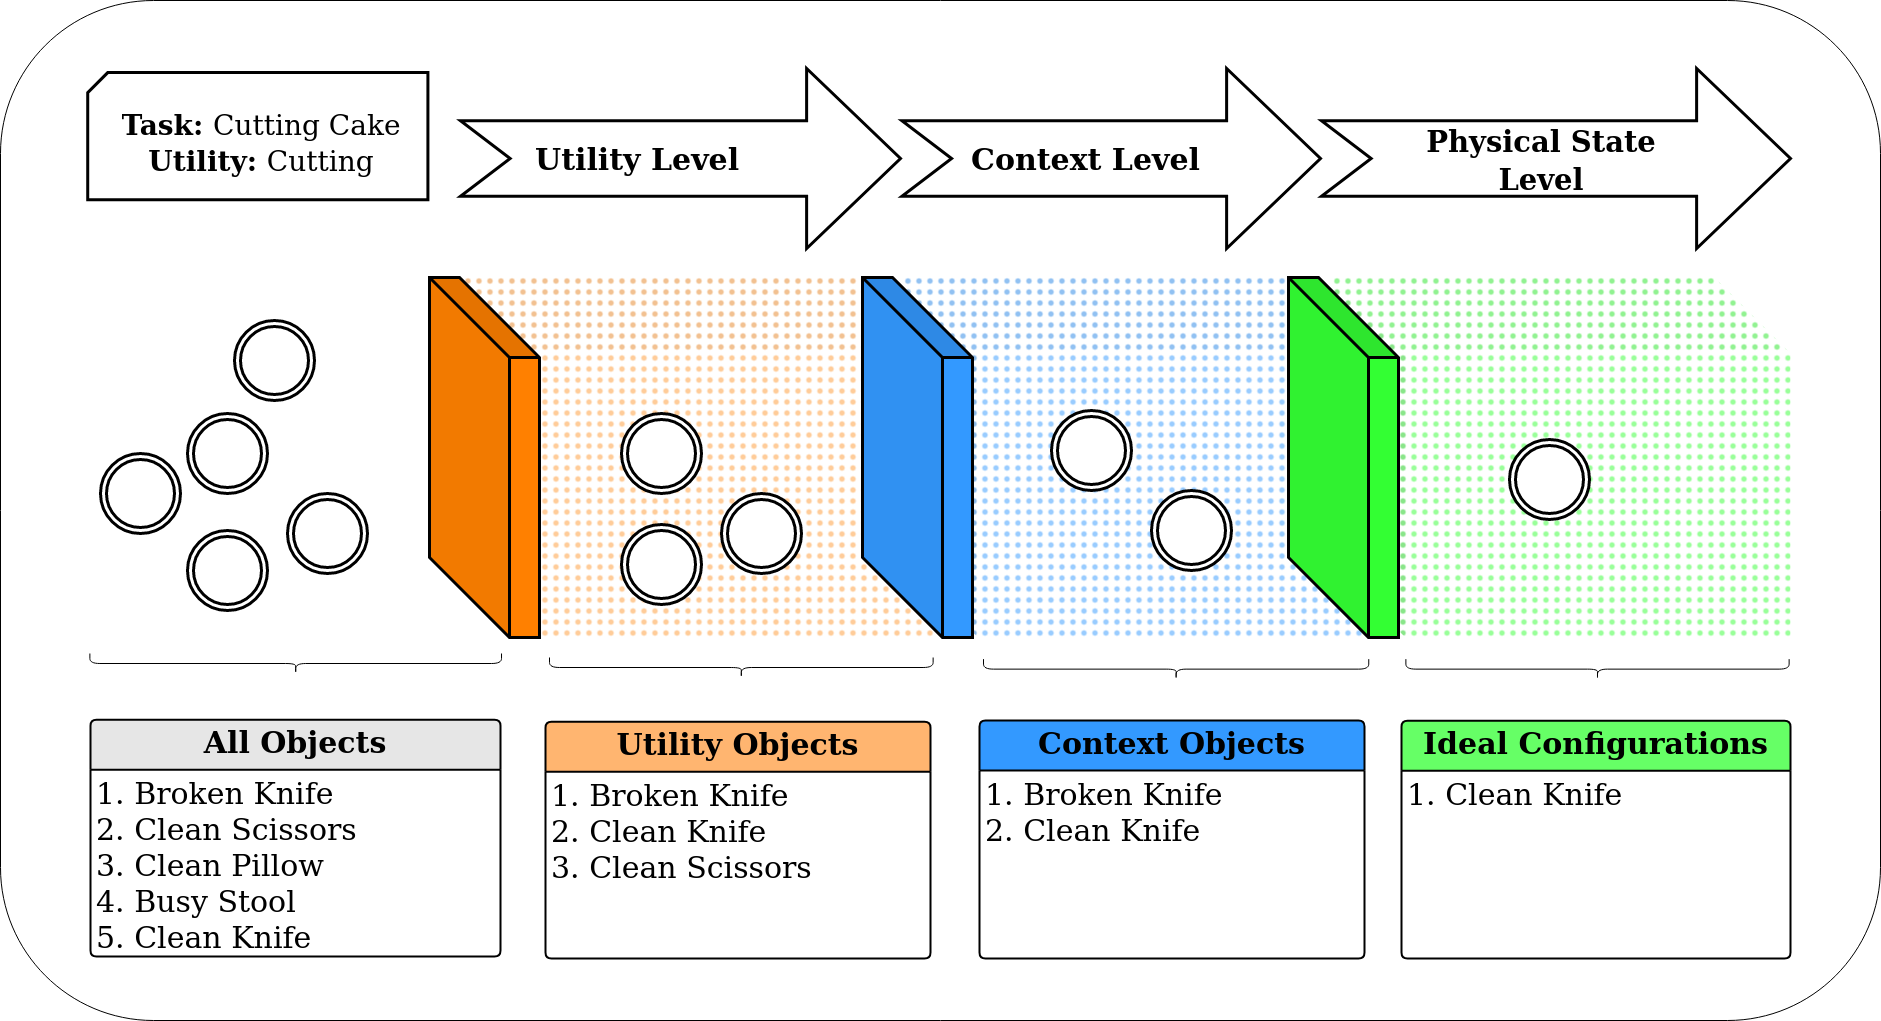 Task: Cutting Cake
Utility: Cutting
Utility Level
Context Level
Physical State
Level
All Objects
1. Broken Knife
2. Clean Scissors
3. Clean Pillow
4. Busy Stool
5. Clean Knife
Utility Objects
1. Broken Knife
2. Clean Knife
3. Clean Scissors
Context Objects
1. Broken Knife
2. Clean Knife
Ideal Configurations
1. Clean Knife